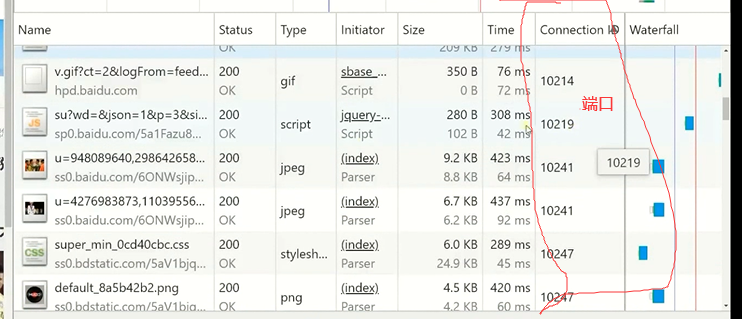 Name Status Type Initiator Size Time Connection ID Waterfall
OK 209 KB 279 ms
v.gif?ct=2&logFrom=feed... 200 gif sbase_... 350 B 76 ms 10214
hpd.baidu.com OK Script 0 B 72 ms
端口
su?wd=&json=1&p=3&si... 200 script jquery-... 280 B 308 ms 10219
sp0.baidu.com/5a1Fazu8... OK Script 102 B 42 ms
u=948089640,298642658... 200 jpeg (index) 9.2 KB 423 ms 10241
ss0.baidu.com/6ONWsjip... OK Parser 8.8 KB 64 ms
10219
u=4276983873,11039556... 200 jpeg (index) 6.7 KB 437 ms 10241
ss0.baidu.com/6ONWsjip... OK Parser 6.2 KB 92 ms
super_min_0cd40cbc.css 200 stylesh... (index) 6.0 KB 289 ms 10247
ss0.bdstatic.com/5aV1bjq... OK Parser 24.9 KB 45 ms
default_8a5b42b2.png 200 png (index) 4.5 KB 420 ms 10247
ss0.bdstatic.com/5aV1bjq... OK Parser 4.2 KB 60 ms